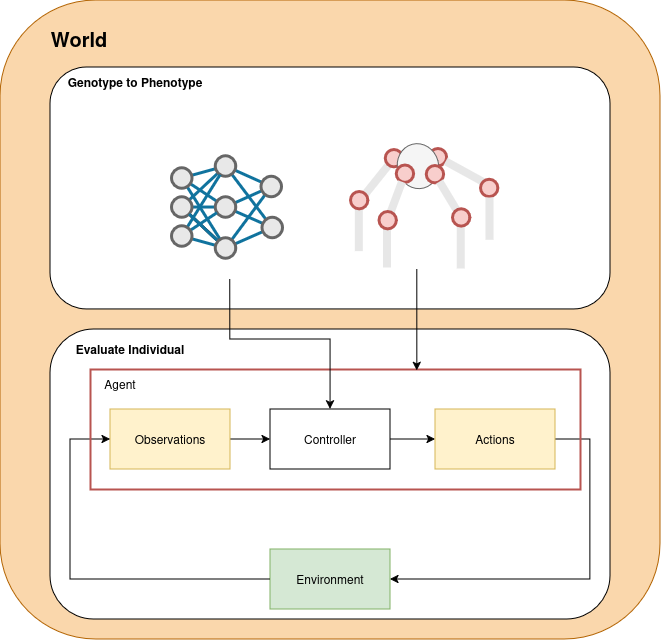 World
Genotype to Phenotype
Evaluate Individual
Agent
Observations
Controller
Actions
Environment